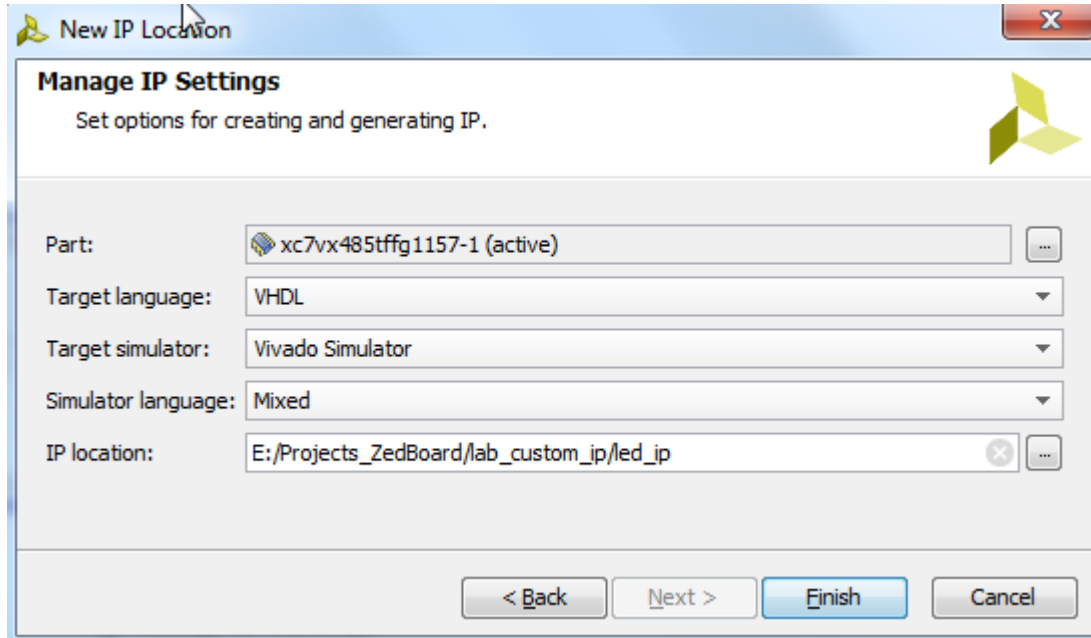 New IP Location
Manage IP Settings
Set options for creating and generating IP.
Part: xc7vx485tffg1157-1 (active) ...
Target language: VHDL
Target simulator: Vivado Simulator
Simulator language: Mixed
IP location: E:/Projects_ZedBoard/lab_custom_ip/led_ip ...
< Back Next > Finish Cancel